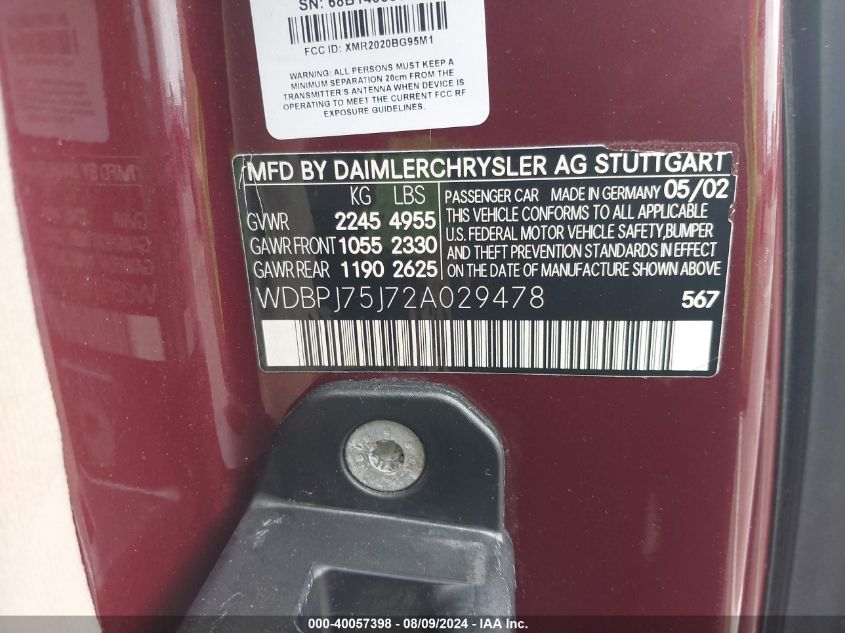 FCC ID: XMR2020BG95M1
WARNING: ALL PERSONS MUST KEEP A
MINIMUM SEPARATION 20cm FROM THE
TRANSMITTER'S ANTENNA WHEN DEVICE IS
OPERATING TO MEET THE CURRENT FCC RF
EXPOSURE GUIDELINES.
MFD BY DAIMLERCHRYSLER AG STUTTGART
KG LBS
GVWR 2245 4955
GAWR FRONT 1055 2330
GAWR REAR 1190 2625
PASSENGER CAR MADE IN GERMANY 05/02
THIS VEHICLE CONFORMS TO ALL APPLICABLE
U.S. FEDERAL MOTOR VEHICLE SAFETY,BUMPER
AND THEFT PREVENTION STANDARDS IN EFFECT
ON THE DATE OF MANUFACTURE SHOWN ABOVE
WDBPJ75J72A029478 567
000-40057398 - 08/09/2024 - IAA Inc.